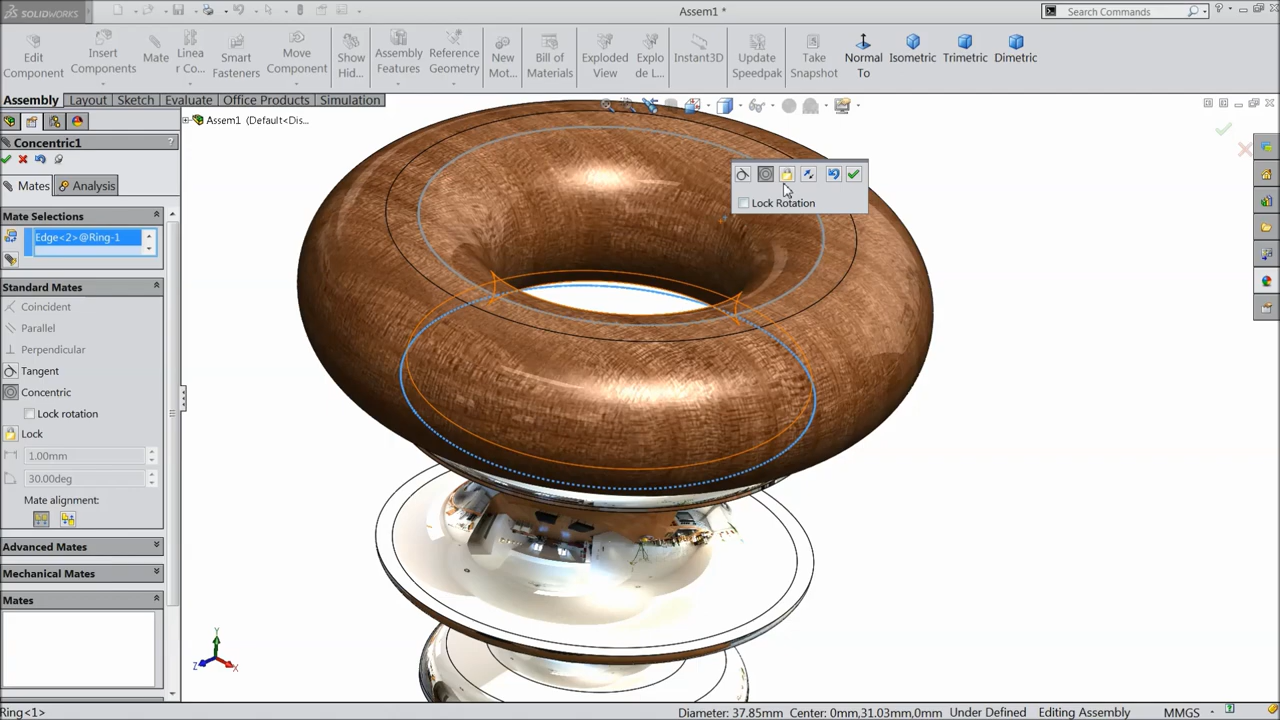 SOLIDWORKS
Assem1 *
Search Commands
Edit Component
Insert Components
Mate
Linea r Co...
Smart Fasteners
Move Component
Show Hid...
Assembly Features
Reference Geometry
New Mot...
Bill of Materials
Exploded View
Explo de L...
Instant3D
Update Speedpak
Take Snapshot
Normal To
Isometric
Trimetric
Dimetric
Assembly
Layout
Sketch
Evaluate
Office Products
Simulation
Assem1 (Default<Dis...
Concentric1
?
Mates
Analysis
Mate Selections
Edge<2>@Ring-1
Standard Mates
Coincident
Parallel
Perpendicular
Tangent
Concentric
Lock rotation
Lock
1.00mm
30.00deg
Mate alignment:
Advanced Mates
Mechanical Mates
Mates
Lock Rotation
Y
Z
X
Ring<1>
Diameter: 37.85mm Center: 0mm,31.03mm,0mm Under Defined Editing Assembly MMGS